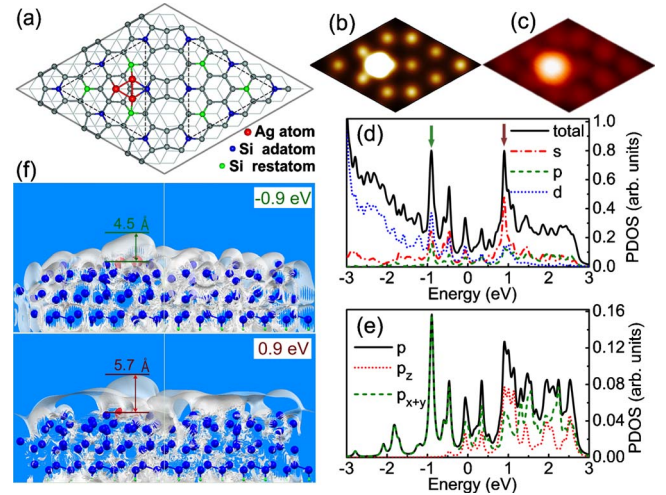 (a)
Ag atom
Si adatom
Si restatom
(b)
(c)
(d)
total
s
p
d
1.0
0.8
0.6
0.4
0.2
0.0
PDOS (arb. units)
-3 -2 -1 0 1 2 3
Energy (eV)
(e)
p
p_z
p_x+y
0.16
0.12
0.08
0.04
0.00
PDOS (arb. units)
-3 -2 -1 0 1 2 3
Energy (eV)
(f)
-0.9 eV
4.5 Å
0.9 eV
5.7 Å